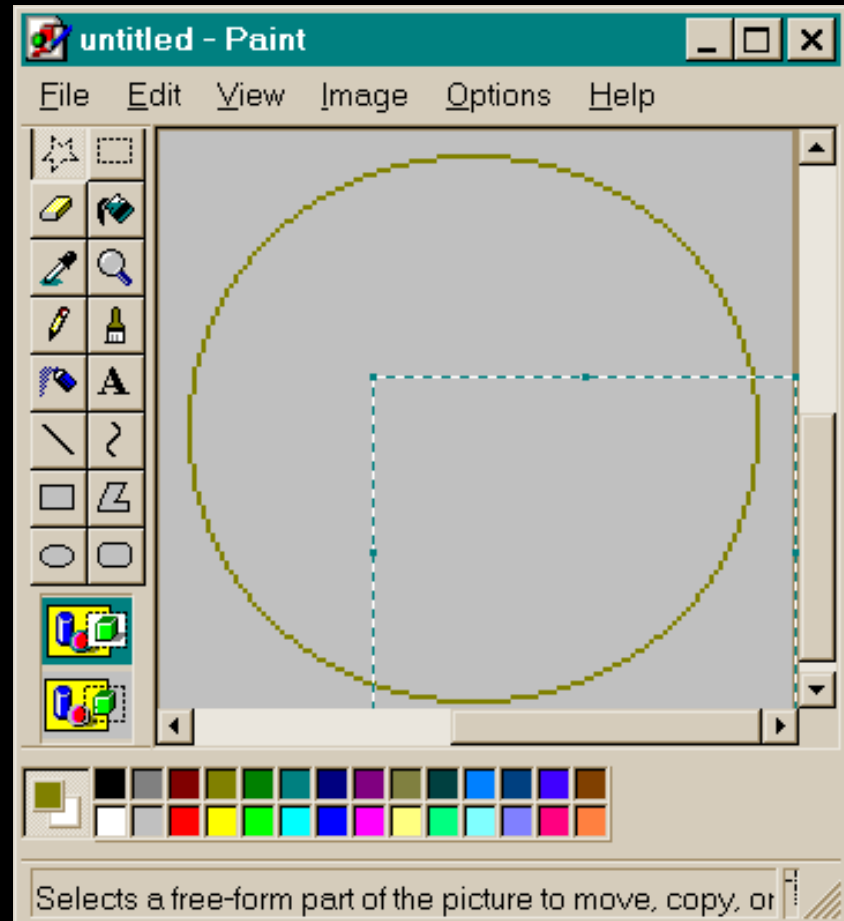 untitled - Paint
File Edit View Image Options Help
A
Selects a free-form part of the picture to move, copy, or